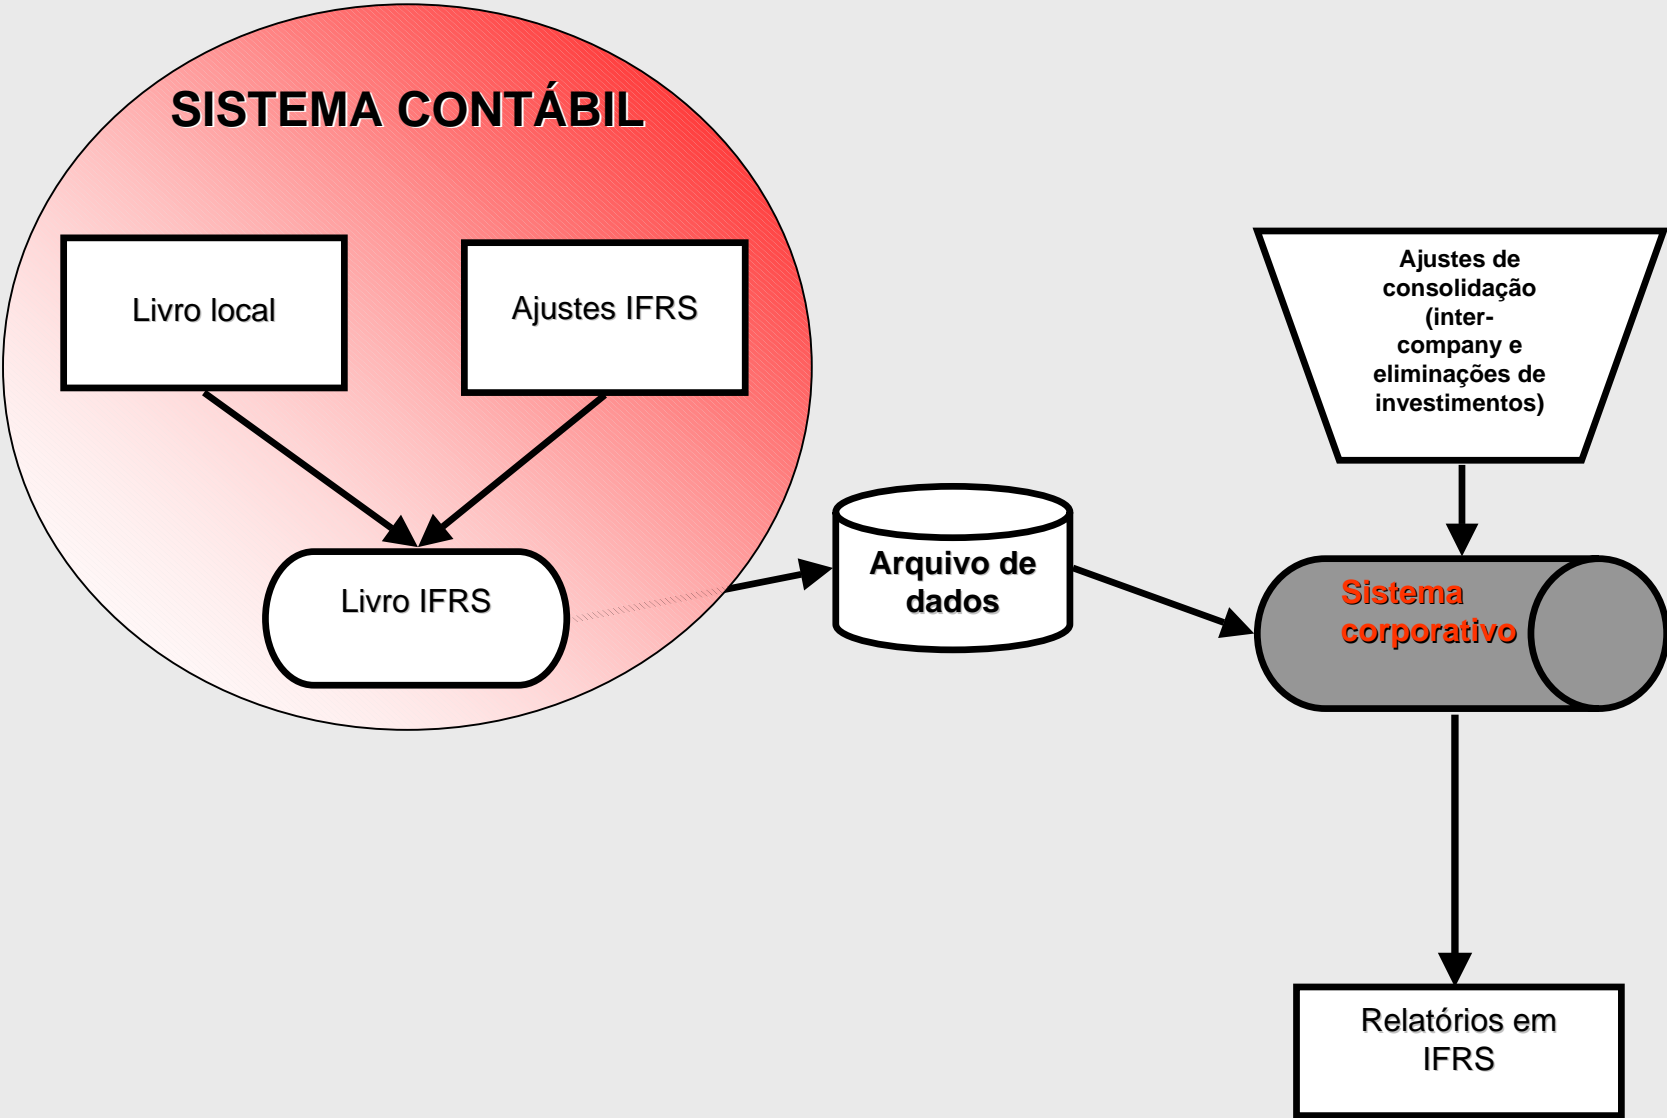 SISTEMA CONTÁBIL
Livro local
Ajustes IFRS
Livro IFRS
Arquivo de
dados
Ajustes de
consolidação
(inter-
company e
eliminações de
investimentos)
Sistema
corporativo
Relatórios em
IFRS